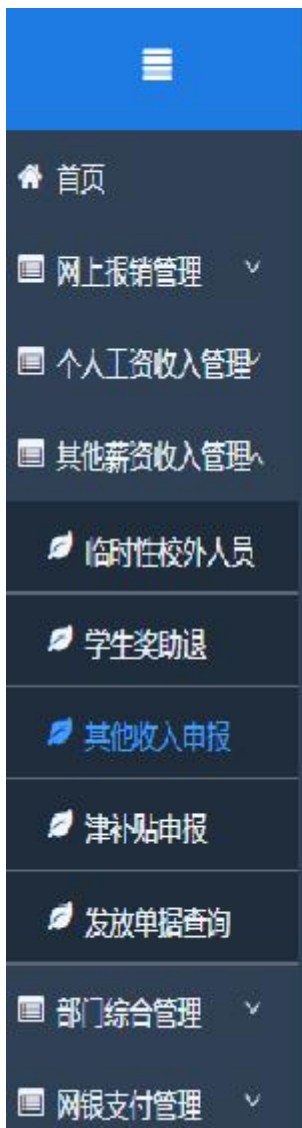 首页
网上报销管理
个人工资收入管理
其他薪资收入管理
临时性校外人员
学生奖助退
其他收入申报
津补贴申报
发放单据查询
部门综合管理
网银支付管理